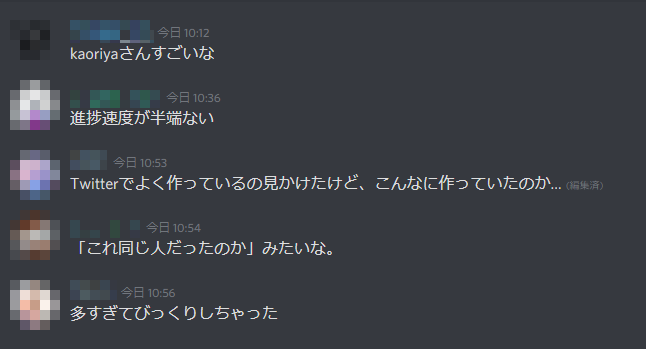 今日 10:12
kaoriyaさんすごいな
今日 10:36
進捗速度が半端ない
今日 10:53
Twitterでよく作っているの見かけたけど、こんなに作っていたのか... (編集済)
今日 10:54
「これ同じ人だったのか」みたいな。
今日 10:56
多すぎてびっくりしちゃった